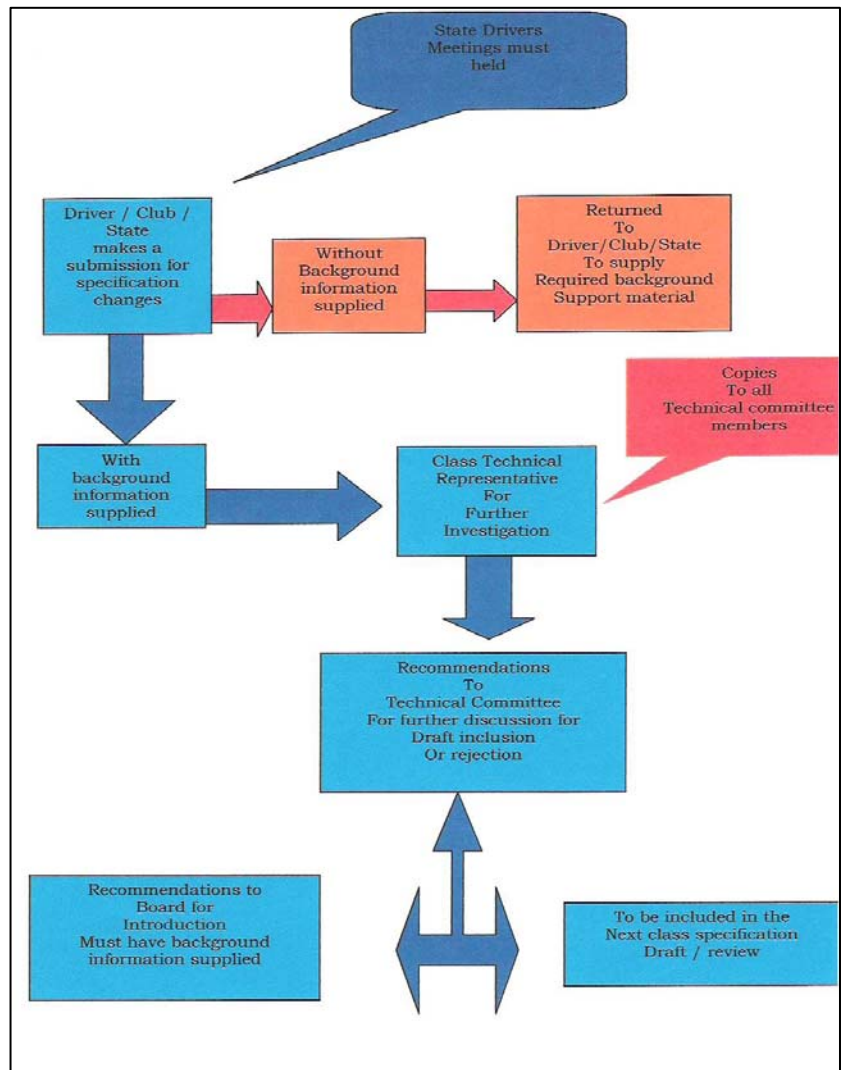 State Drivers
Meetings must
held
Driver / Club /
State
makes a
submission for
specification
changes
Without
Background
information
supplied
Returned
To
Driver/Club/State
To supply
Required background
Support material
Copies
To all
Technical committee
members
With
background
information
supplied
Class Technical
Representative
For
Further
Investigation
Recommendations
To
Technical Committee
For further discussion for
Draft inclusion
Or rejection
Recommendations to
Board for
Introduction
Must have background
information supplied
To be included in the
Next class specification
Draft / review